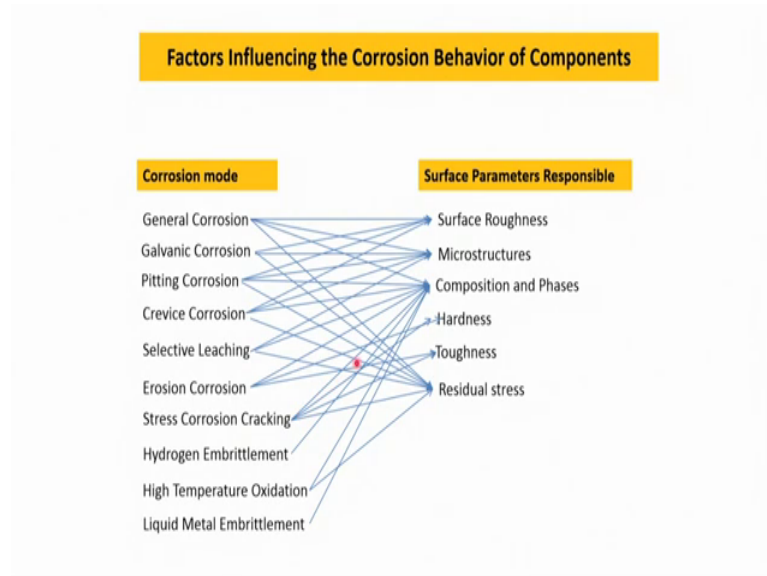 Factors Influencing the Corrosion Behavior of Components
Corrosion mode
Surface Parameters Responsible
General Corrosion
Surface Roughness
Galvanic Corrosion
Microstructures
Pitting Corrosion
Composition and Phases
Crevice Corrosion
Hardness
Selective Leaching
Toughness
Erosion Corrosion
Residual stress
Stress Corrosion Cracking
Hydrogen Embrittlement
High Temperature Oxidation
Liquid Metal Embrittlement